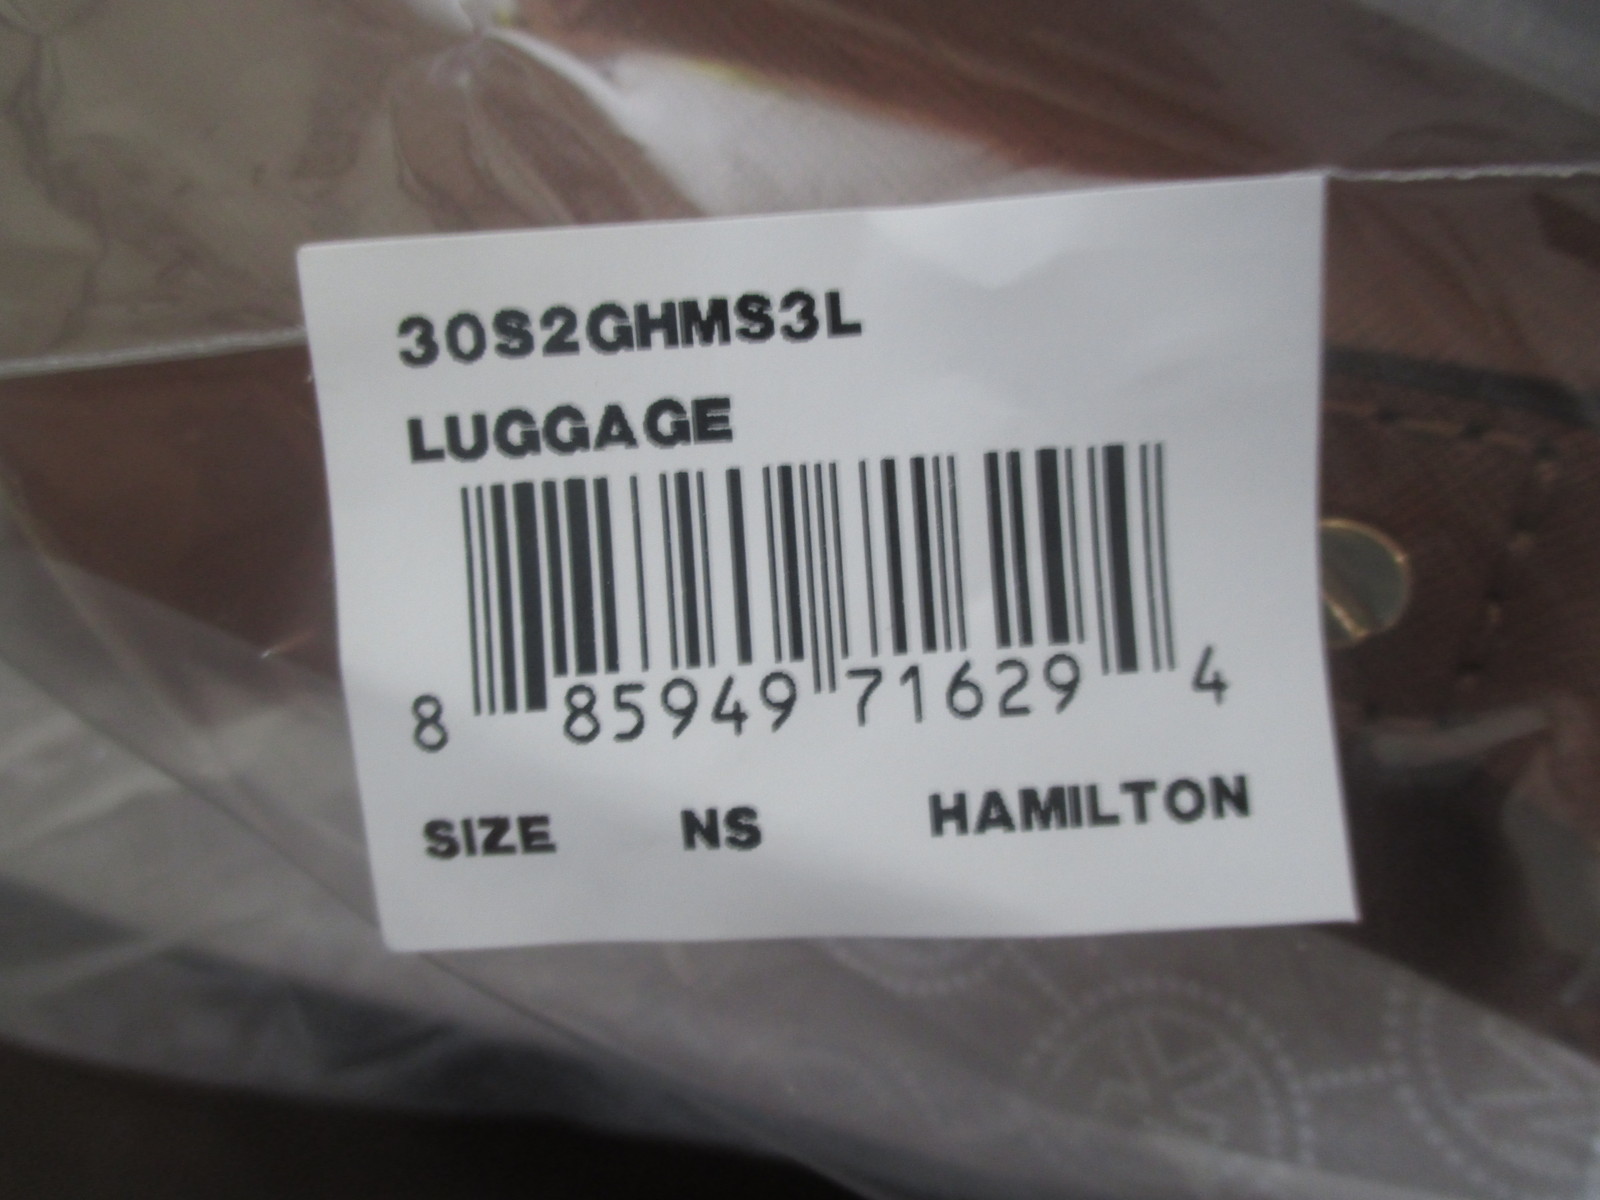 30S2GHMS3L
LUGGAGE
8 85949 71629 4
SIZE NS HAMILTON